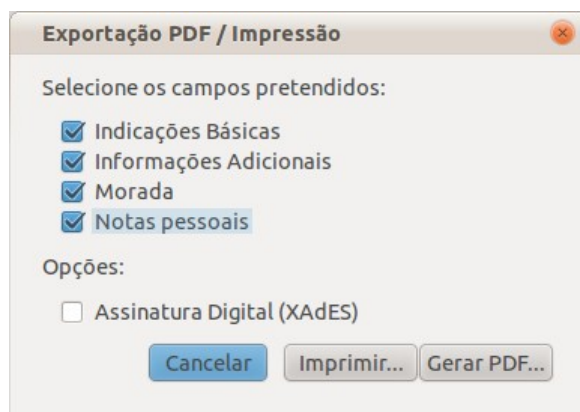 Exportação PDF / Impressão
Selecione os campos pretendidos:
Indicações Básicas
Informações Adicionais
Morada
Notas pessoais
Opções:
Assinatura Digital (XAdES)
Cancelar Imprimir... Gerar PDF...